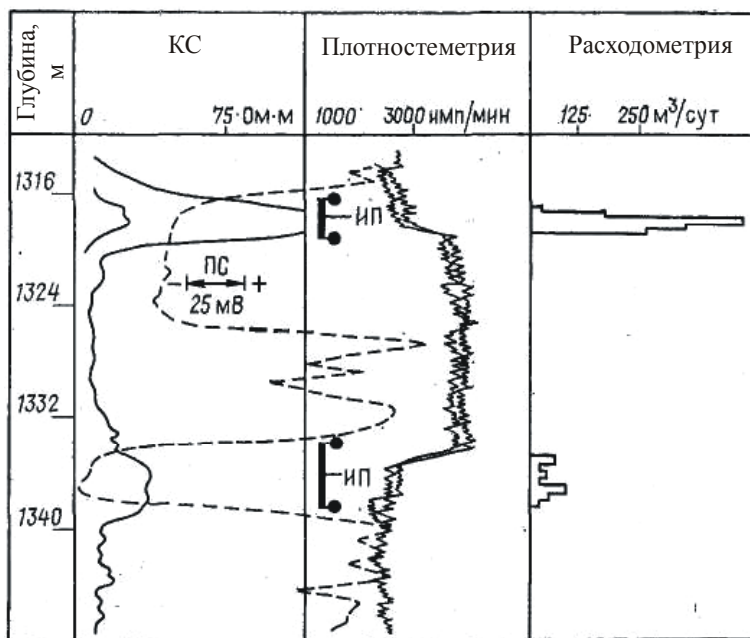 Глубина, м
КС
Плотностеметрия
Расходометрия
0 75 Ом·м
1000 3000 имп/мин
125 250 м³/сут
1316
ИП
ПС
- +
25 мВ
1324
1332
ИП
1340